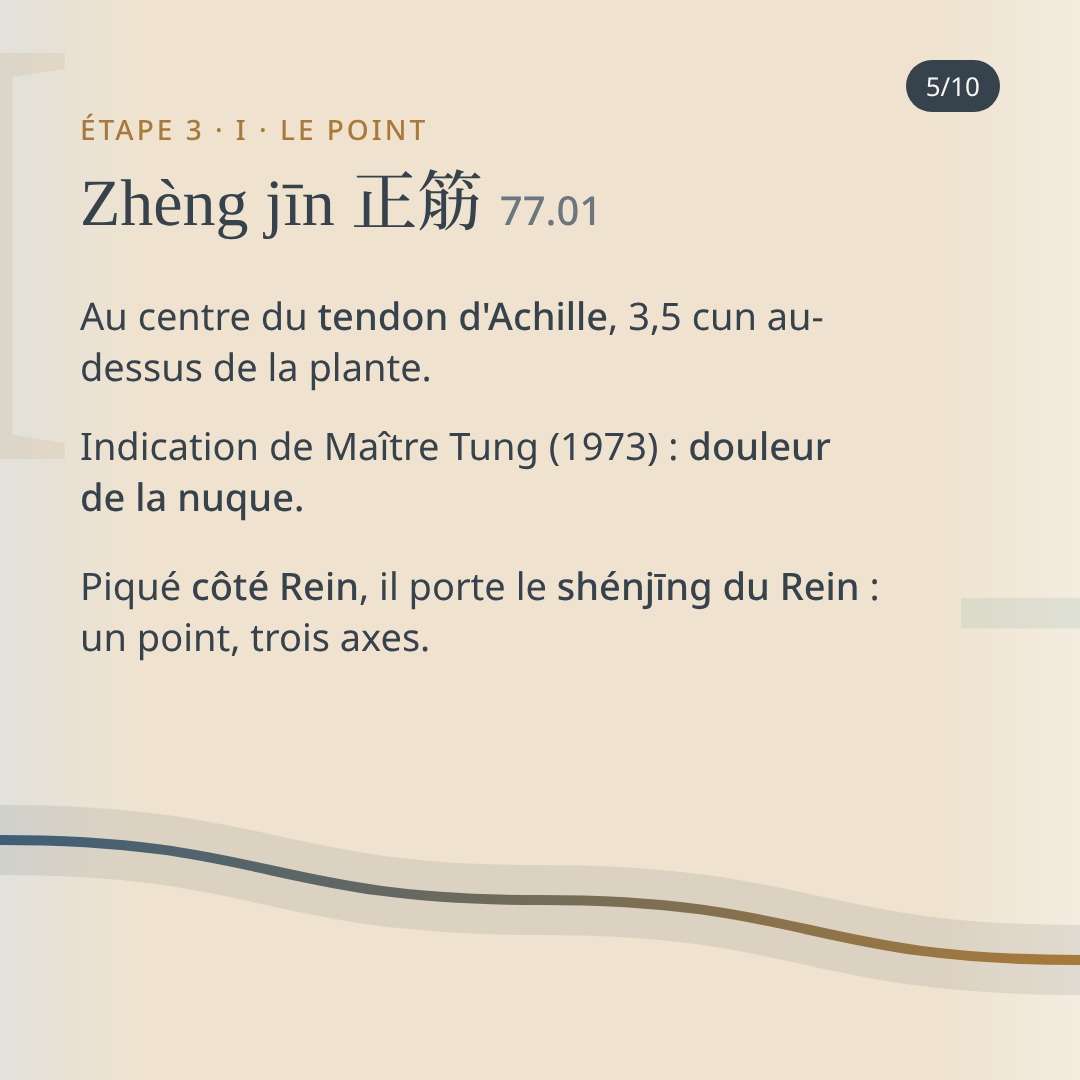 5/10
ÉTAPE 3 · I · LE POINT
Zhèng jīn 正筋 77.01
Au centre du tendon d'Achille, 3,5 cun au-
dessus de la plante.
Indication de Maître Tung (1973) : douleur
de la nuque.
Piqué côté Rein, il porte le shénjīng du Rein :
un point, trois axes.